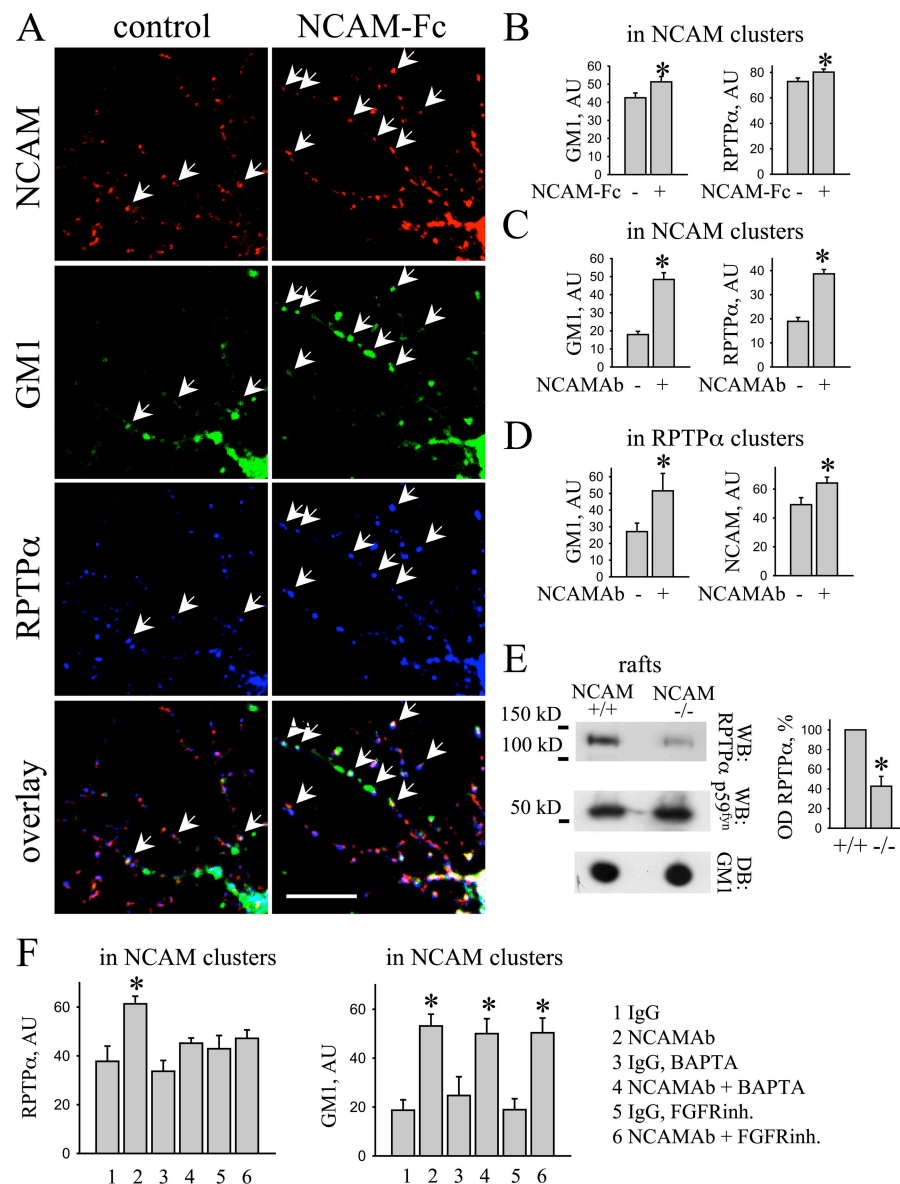 A
control
NCAM-Fc
NCAM
GM1
RPTPα
overlay
B
in NCAM clusters
GM1, AU
60
50
40
30
20
10
0
NCAM-Fc - +
*
RPTPα, AU
80
60
40
20
0
NCAM-Fc - +
*
C
in NCAM clusters
GM1, AU
60
50
40
30
20
10
0
NCAMAb - +
*
RPTPα, AU
40
30
20
10
0
NCAMAb - +
*
D
in RPTPα clusters
GM1, AU
60
50
40
30
20
10
0
NCAMAb - +
*
NCAM, AU
60
40
20
0
NCAMAb - +
*
E
rafts
NCAM +/+
NCAM -/-
150 kD
100 kD
50 kD
WB: RPTPα
WB: p59fyn
DB: GM1
OD RPTPα, %
100
80
60
40
20
0
*
+/+ -/-
F
in NCAM clusters
RPTPα, AU
60
40
20
0
*
1 2 3 4 5 6
in NCAM clusters
GM1, AU
60
40
20
0
* * *
1 2 3 4 5 6
1 IgG
2 NCAMAb
3 IgG, BAPTA
4 NCAMAb + BAPTA
5 IgG, FGFRinh.
6 NCAMAb + FGFRinh.